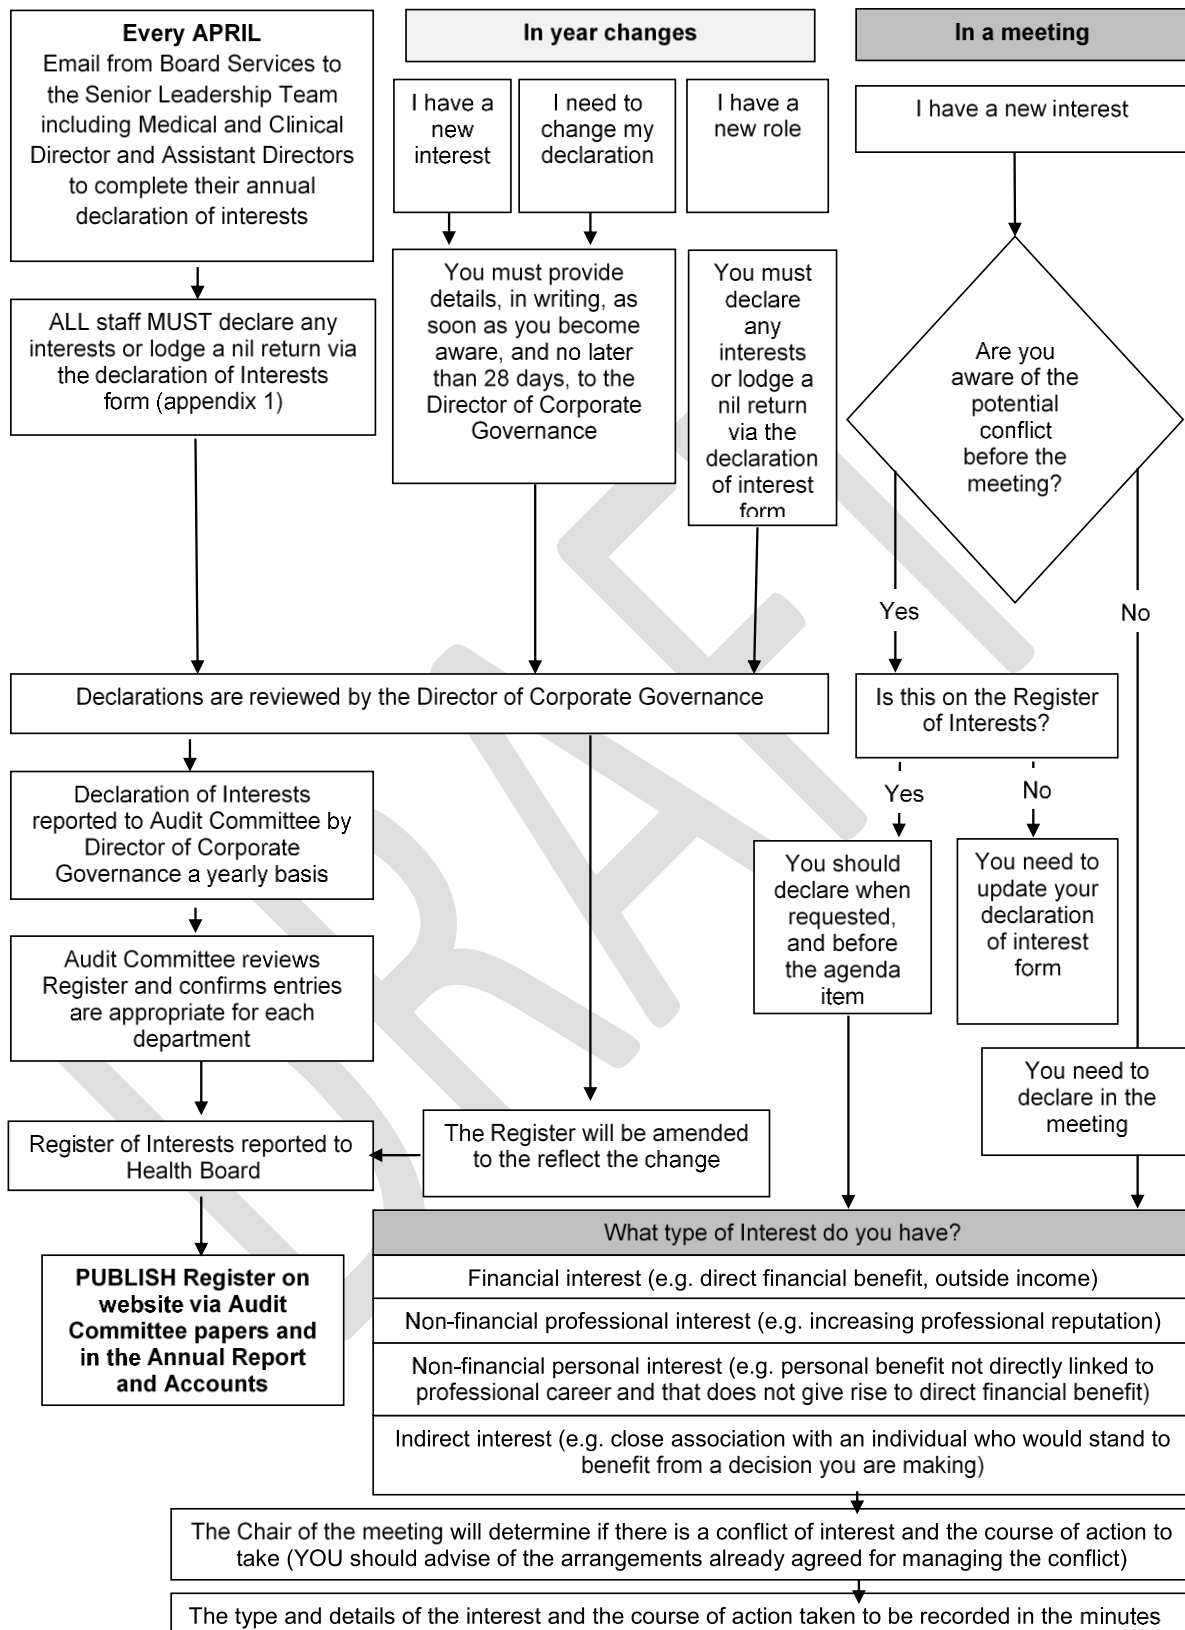 Every APRIL
Email from Board Services to
the Senior Leadership Team
including Medical and Clinical
Director and Assistant Directors
to complete their annual
declaration of interests
ALL staff MUST declare any
interests or lodge a nil return via
the declaration of Interests
form (appendix 1)
In year changes
I have a
new
interest
I need to
change my
declaration
I have a
new role
You must provide
details, in writing, as
soon as you become
aware, and no later
than 28 days, to the
Director of Corporate
Governance
You must
declare
any
interests
or lodge a
nil return
via the
declaration
of interest
form
In a meeting
I have a new interest
Are you
aware of the
potential
conflict
before the
meeting?
Yes
No
Declarations are reviewed by the Director of Corporate Governance
Is this on the Register
of Interests?
Yes
No
Declaration of Interests
reported to Audit Committee by
Director of Corporate
Governance a yearly basis
You should
declare when
requested,
and before
the agenda
item
You need to
update your
declaration
of interest
form
Audit Committee reviews
Register and confirms entries
are appropriate for each
department
You need to
declare in the
meeting
Register of Interests reported to
Health Board
The Register will be amended
to the reflect the change
PUBLISH Register on
website via Audit
Committee papers and
in the Annual Report
and Accounts
What type of Interest do you have?
Financial interest (e.g. direct financial benefit, outside income)
Non-financial professional interest (e.g. increasing professional reputation)
Non-financial personal interest (e.g. personal benefit not directly linked to
professional career and that does not give rise to direct financial benefit)
Indirect interest (e.g. close association with an individual who would stand to
benefit from a decision you are making)
The Chair of the meeting will determine if there is a conflict of interest and the course of action to
take (YOU should advise of the arrangements already agreed for managing the conflict)
The type and details of the interest and the course of action taken to be recorded in the minutes
DRAFT